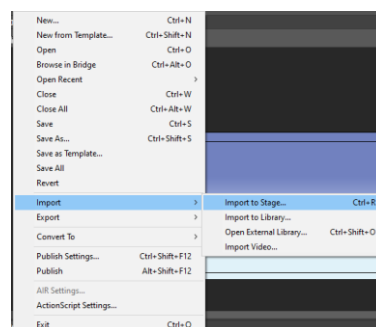 New... Ctrl+N
New from Template... Ctrl+Shift+N
Open Ctrl+O
Browse in Bridge Ctrl+Alt+O
Open Recent >
Close Ctrl+W
Close All Ctrl+Alt+W
Save Ctrl+S
Save As... Ctrl+Shift+S
Save as Template...
Save All
Revert
Import >
Import to Stage... Ctrl+R
Export >
Import to Library...
Convert To >
Open External Library... Ctrl+Shift+O
Import Video...
Publish Settings... Ctrl+Shift+F12
Publish Alt+Shift+F12
AIR Settings...
ActionScript Settings...
Exit Ctrl+Q